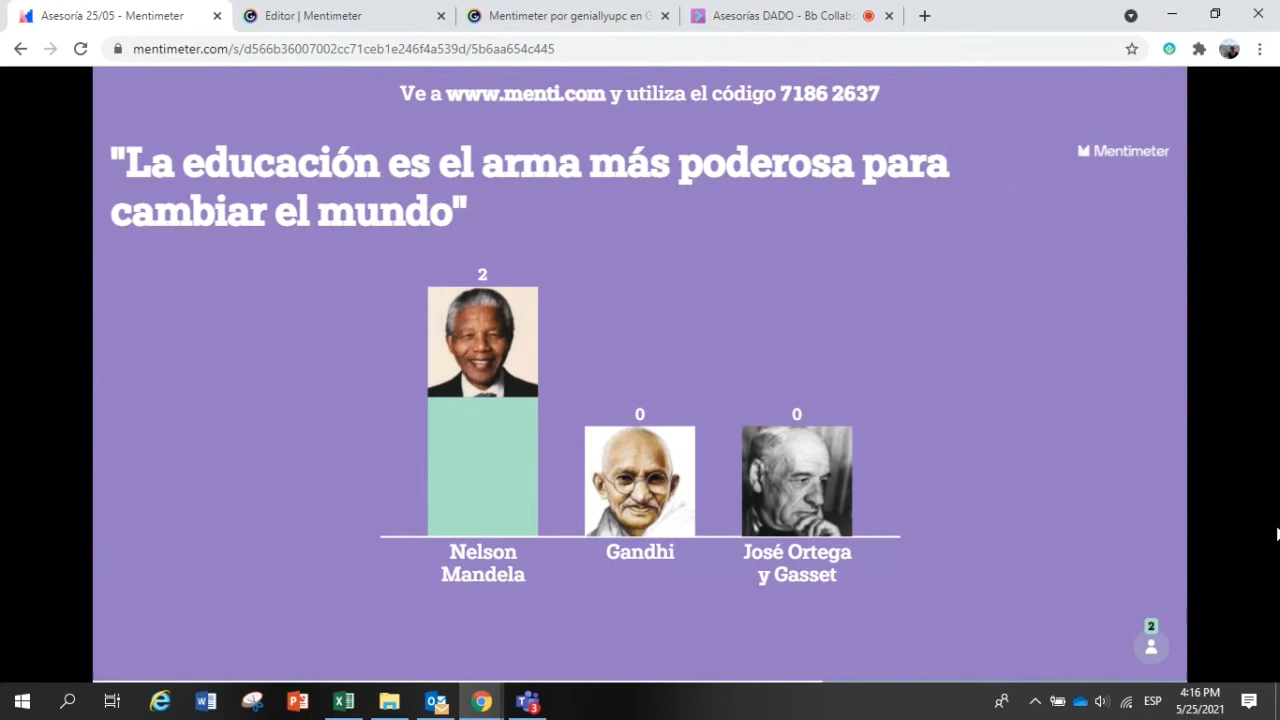 Asesoría 25/05 - Mentimeter
Editor | Mentimeter
Mentimeter por geniallyupc en G
Asesorías DADO - Bb Collab
mentimeter.com/s/d566b36007002cc71ceb1e246f4a539d/5b6aa654c445
Ve a www.menti.com y utiliza el código 7186 2637
"La educación es el arma más poderosa para
cambiar el mundo"
Mentimeter
2
0
0
Nelson
Mandela
Gandhi
José Ortega
y Gasset
2
3
ESP
4:16 PM
5/25/2021